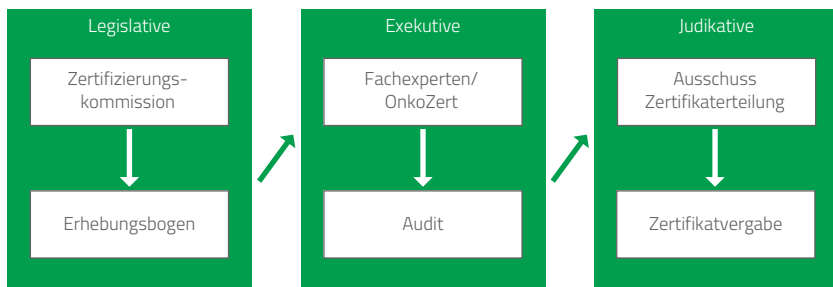 Legislative
Zertifizierungs-
kommission
Erhebungsbogen
Exekutive
Fachexperten/
OnkoZert
Audit
Judikative
Ausschuss
Zertifikaterteilung
Zertifikatvergabe